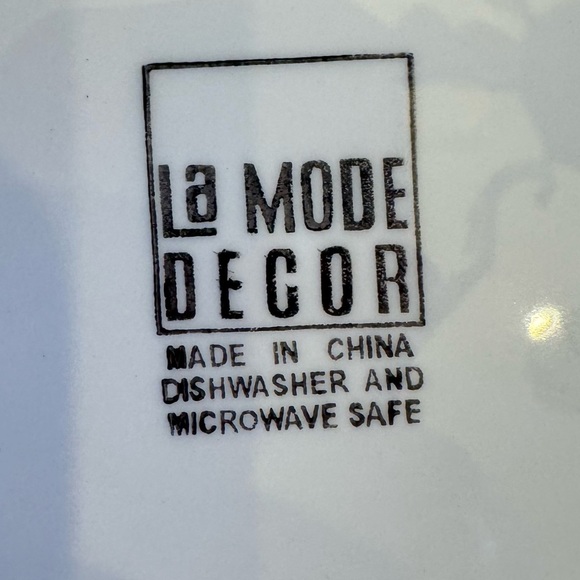 La MODE
DECOR
MADE IN CHINA
DISHWASHER AND
MICROWAVE SAFE